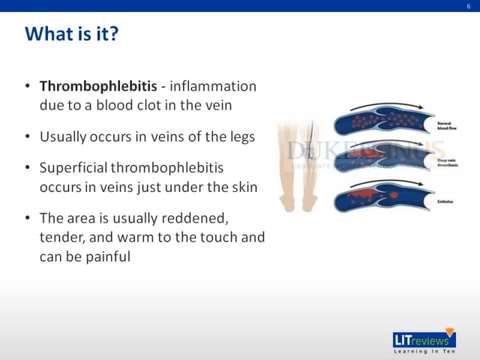 6
What is it?
• Thrombophlebitis - inflammation
due to a blood clot in the vein
• Usually occurs in veins of the legs
• Superficial thrombophlebitis
occurs in veins just under the skin
• The area is usually reddened,
tender, and warm to the touch and
can be painful
Normal
blood flow
Deep vein
thrombosis
Embolus
LITreviews
Learning In Ten